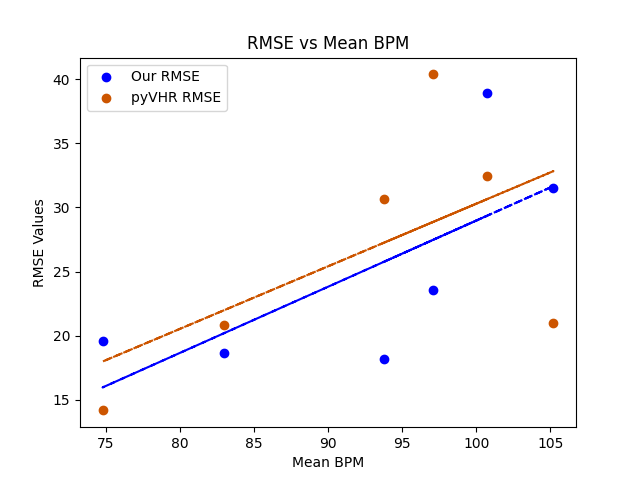 RMSE vs Mean BPM
Our RMSE
pyVHR RMSE
RMSE Values
40
35
30
25
20
15
75 80 85 90 95 100 105
Mean BPM